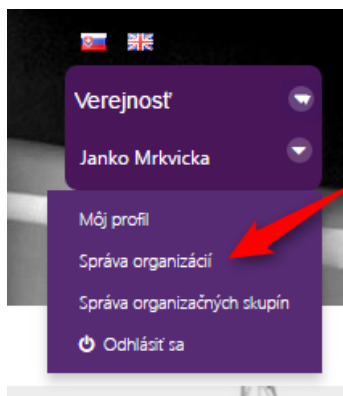 Verejnosť
Janko Mrkvicka
Môj profil
Správa organizácií
Správa organizačných skupín
Odhlásiť sa